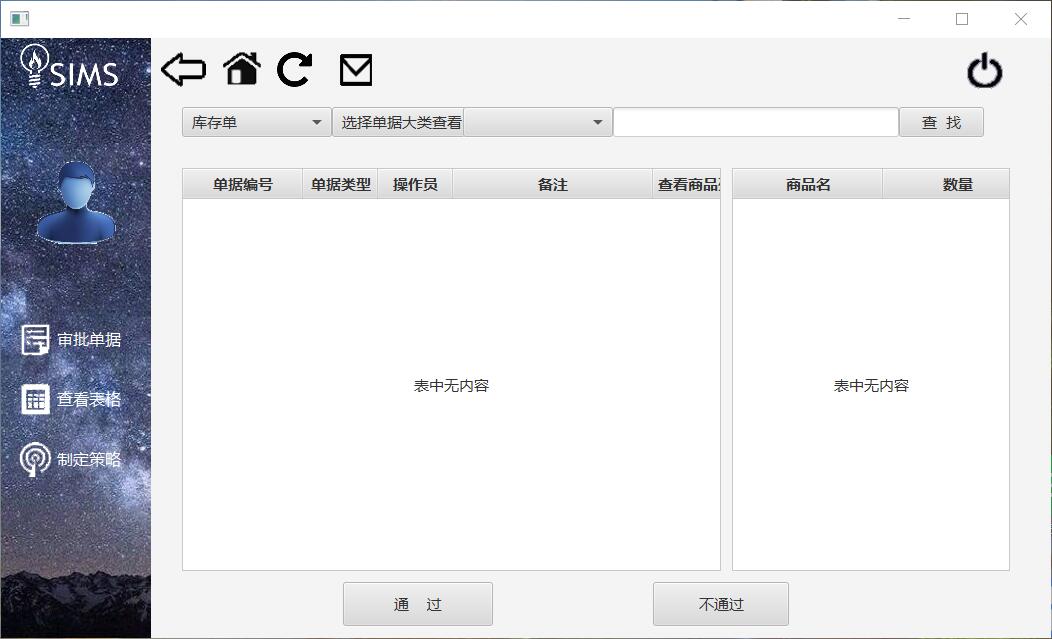 SIMS
库存单
选择单据大类查看
查 找
单据编号 单据类型 操作员 备注 查看商品
商品名 数量
表中无内容
表中无内容
审批单据
查看表格
制定策略
通 过
不通过